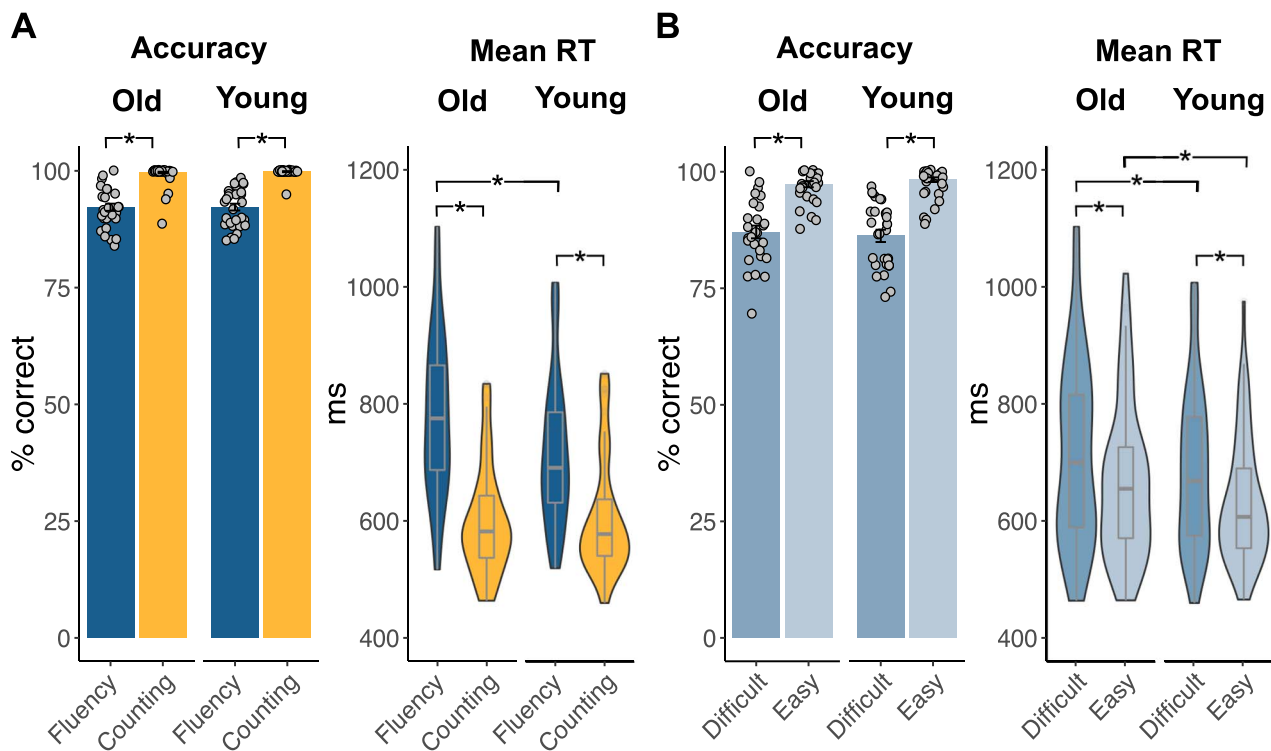 A
B
Accuracy
Mean RT
Accuracy
Mean RT
Old
Young
Old
Young
Old
Young
Old
Young
*
*
*
*
*
*
*
*
*
*
*
% correct
100
75
50
25
0
ms
1200
1000
800
600
400
% correct
100
75
50
25
0
ms
1200
1000
800
600
400
Fluency
Counting
Fluency
Counting
Fluency
Counting
Fluency
Counting
Difficult
Easy
Difficult
Easy
Difficult
Easy
Difficult
Easy